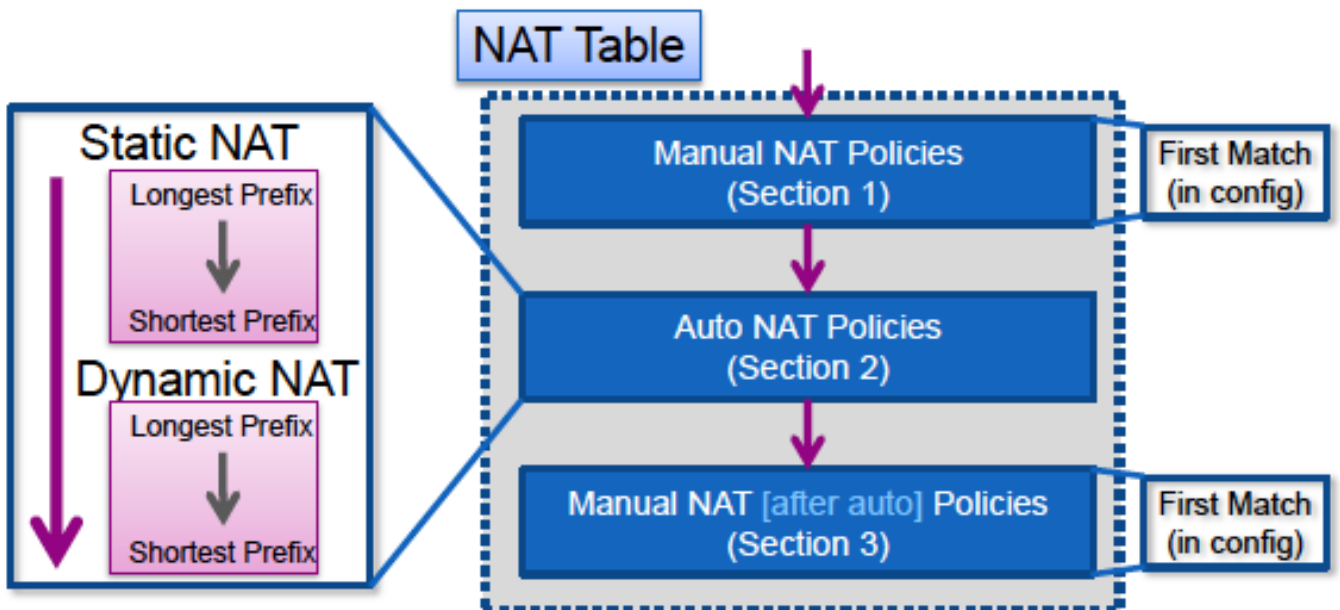 NAT Table
Static NAT
Longest Prefix
Shortest Prefix
Dynamic NAT
Longest Prefix
Shortest Prefix
Manual NAT Policies
(Section 1)
First Match
(in config)
Auto NAT Policies
(Section 2)
Manual NAT [after auto] Policies
(Section 3)
First Match
(in config)